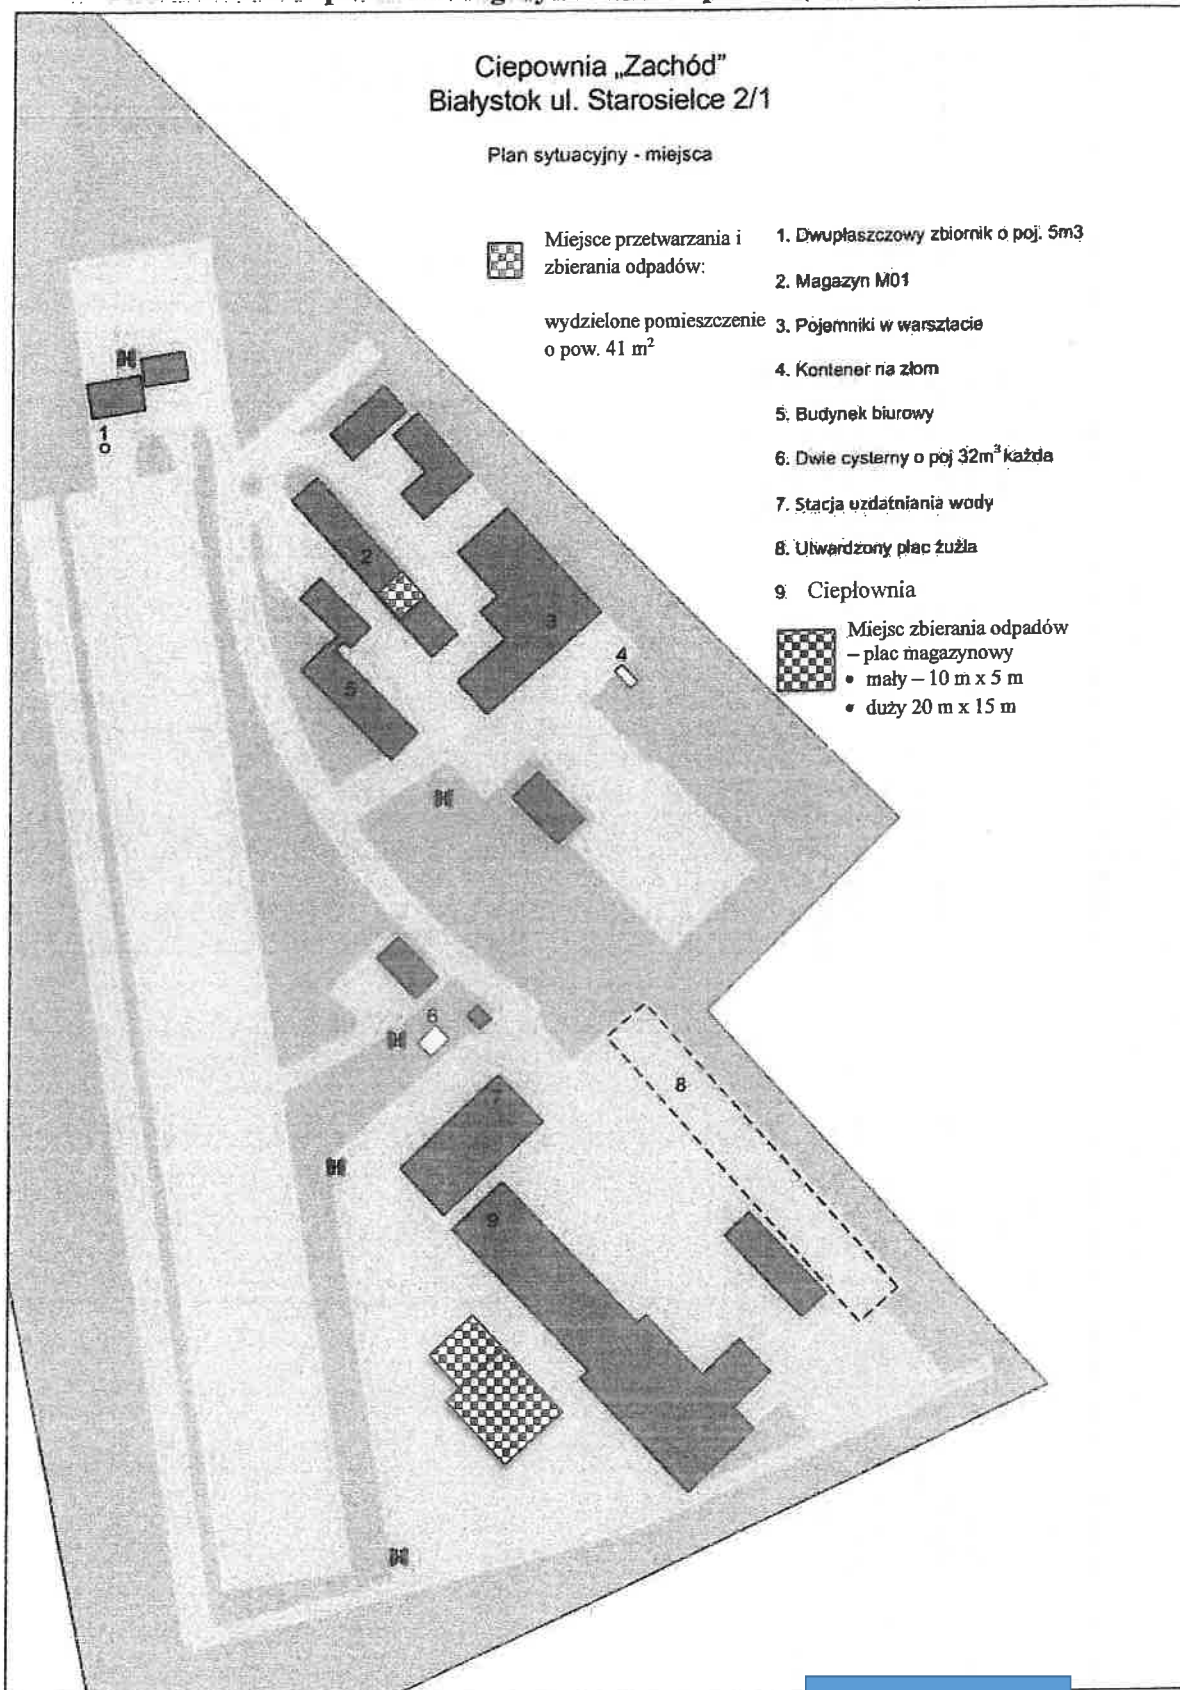 Ciepownia „Zachód”
Białystok ul. Starosielce 2/1
Plan sytuacyjny - miejsca
Miejsce przetwarzania i
zbierania odpadów:
wydzielone pomieszczenie
o pow. 41 m²
1. Dwupłaszczowy zbiornik o poj. 5m3
2. Magazyn M01
3. Pojemniki w warsztacie
4. Kontener na złom
5. Budynek biurowy
6. Dwie cysterny o poj 32m³ każda
7. Stacja uzdatniania wody
8. Utwardzony plac żużla
9. Ciepłownia
Miejsc zbierania odpadów
– plac magazynowy
• mały – 10 m x 5 m
• duży 20 m x 15 m
1
2
3
4
5
6
7
8
9